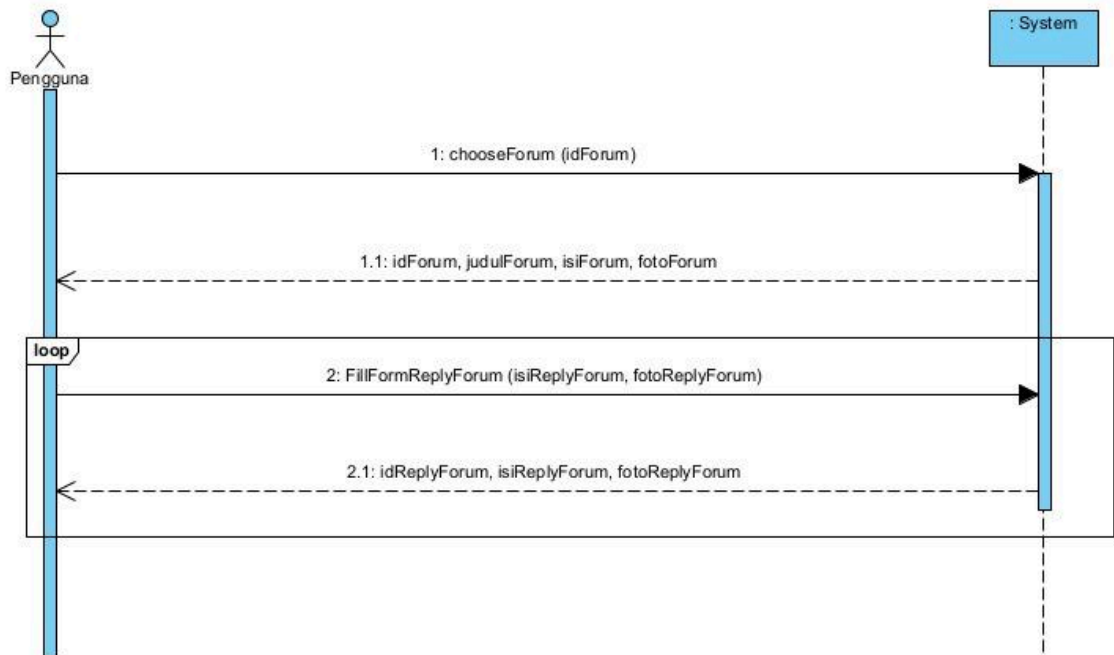 : System
Pengguna
1: chooseForum (idForum)
1.1: idForum, judulForum, isiForum, fotoForum
loop
2: FillFormReplyForum (isiReplyForum, fotoReplyForum)
2.1: idReplyForum, isiReplyForum, fotoReplyForum